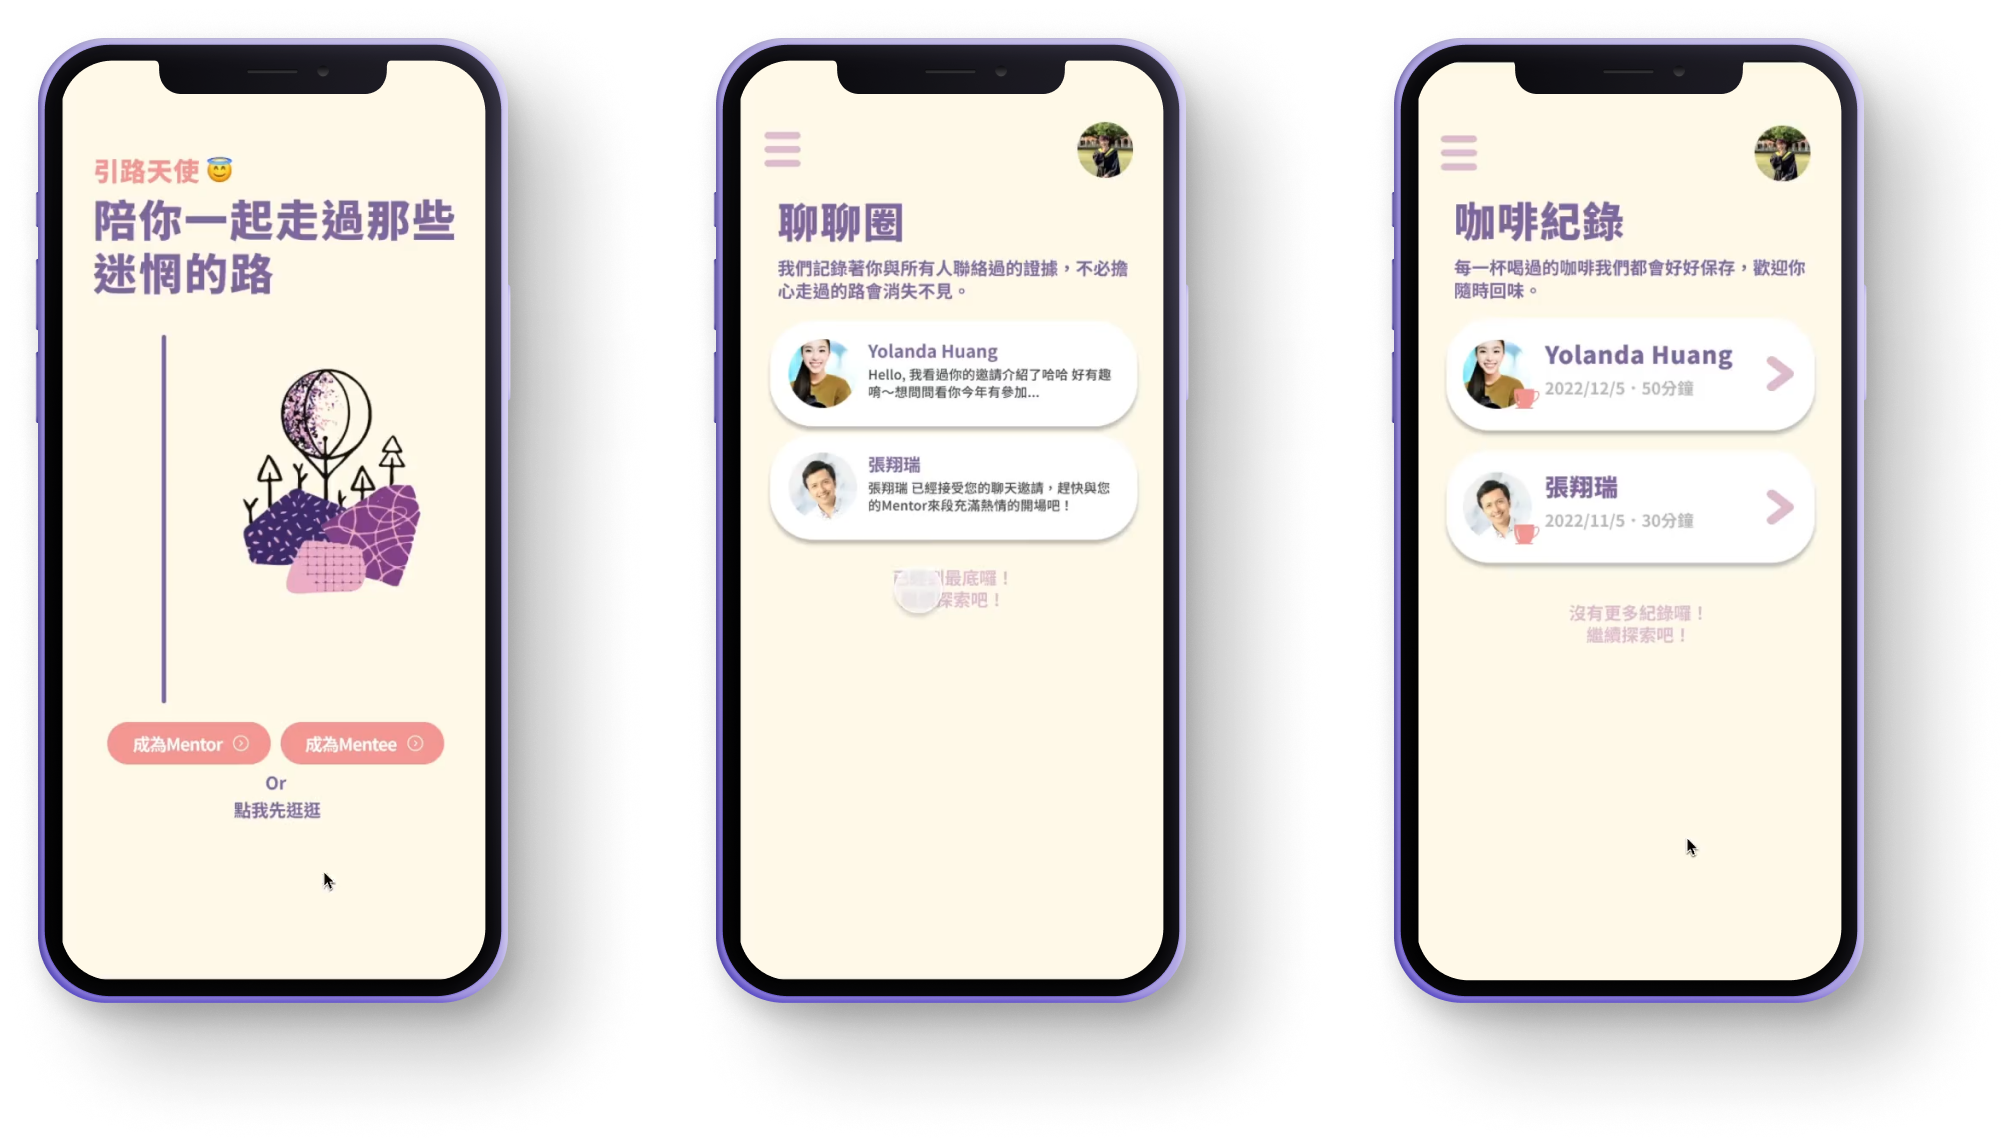 引路天使
陪你一起走過那些
迷惘的路
成為Mentor
成為Mentee
Or
點我先逛逛
聊聊圈
我們記錄著你與所有人聯絡過的證據，不必擔
心走過的路會消失不見。
Yolanda Huang
Hello, 我看過你的邀請介紹了哈哈 好有趣
唷～想問問看你今年有參加...
張翔瑞
張翔瑞 已經接受您的聊天邀請，趕快與您
的Mentor來段充滿熱情的開場吧！
最底囉！
探索吧！
咖啡紀錄
每一杯喝過的咖啡我們都會好好保存，歡迎你
隨時回味。
Yolanda Huang
2022/12/5・50分鐘
張翔瑞
2022/11/5・30分鐘
沒有更多紀錄囉！
繼續探索吧！